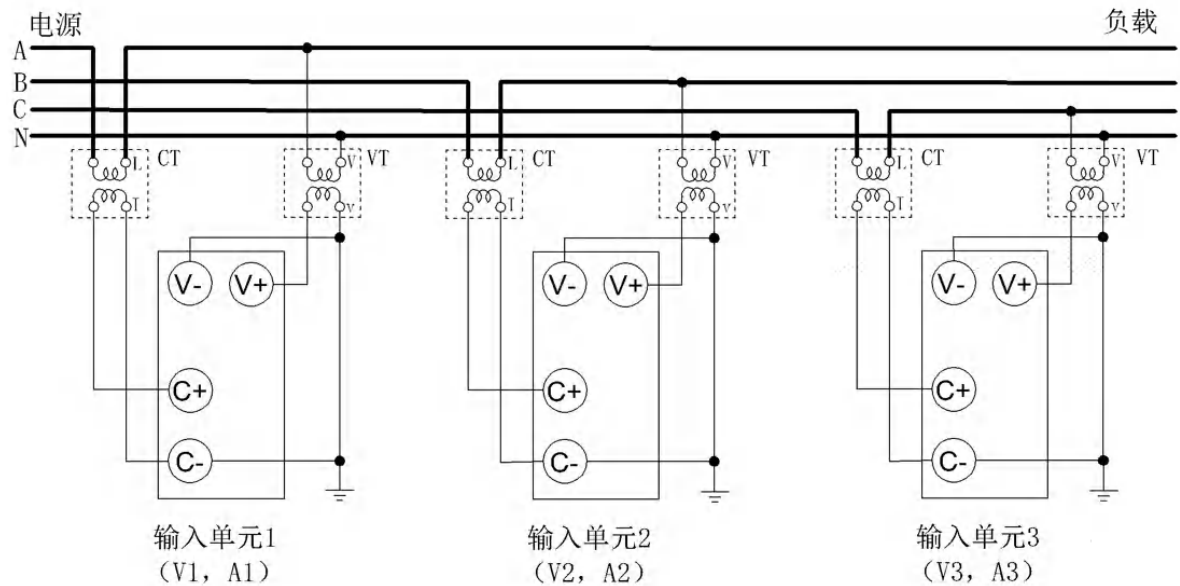 电源
负载
A
B
C
N
L CT
V VT
L CT
V VT
L CT
V VT
I
v
I
v
I
v
V- V+
V- V+
V- V+
C+
C+
C+
C-
C-
C-
输入单元1
(V1, A1)
输入单元2
(V2, A2)
输入单元3
(V3, A3)